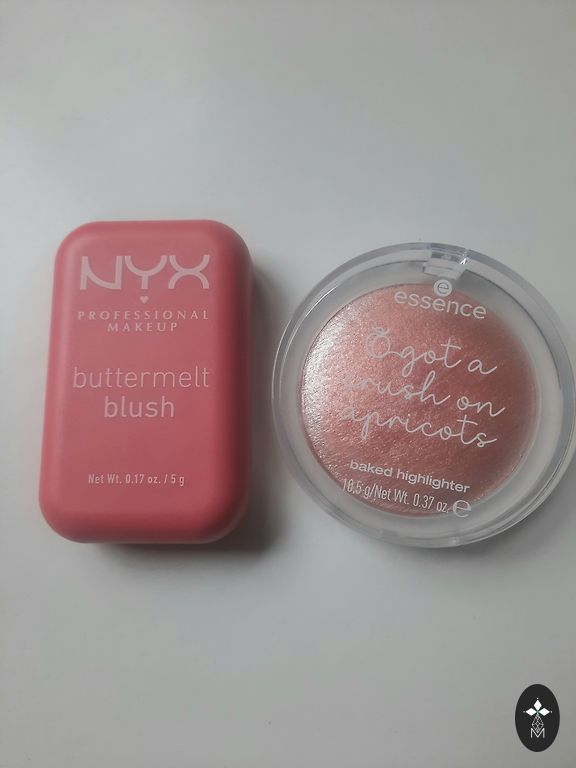 NYX
PROFESSIONAL
MAKEUP
buttermelt
blush
Net Wt. 0.17 oz. / 5 g
e
essence
got a
crush on
apricots
baked highlighter
10.5 g/Net Wt. 0.37 oz. e
M